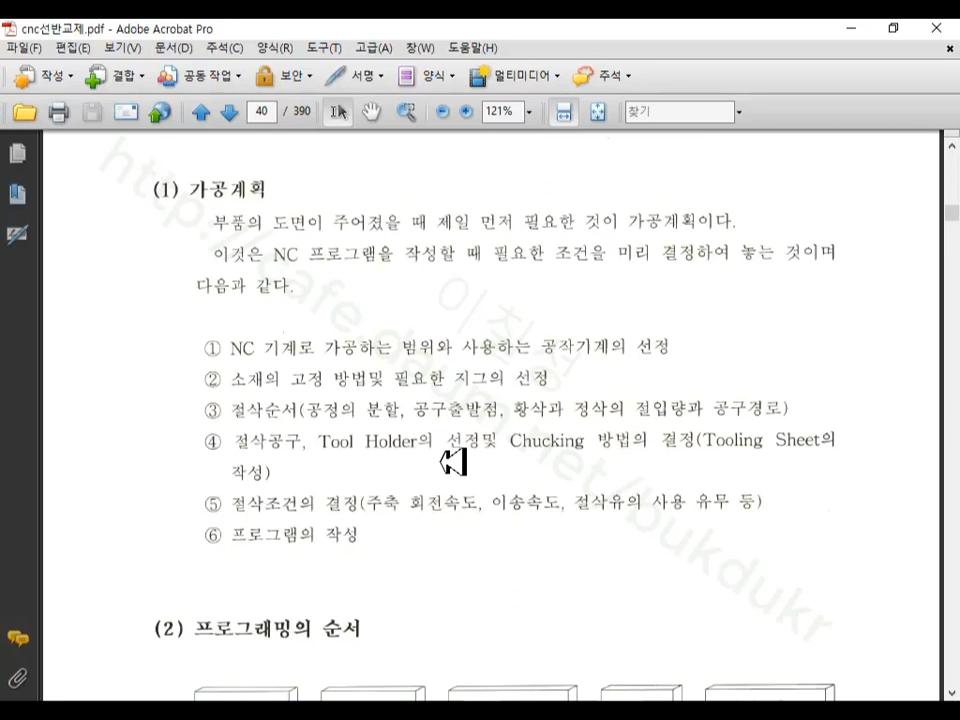 cnc선반교제.pdf - Adobe Acrobat Pro
파일(F) 편집(E) 보기(V) 문서(D) 주석(C) 양식(R) 도구(T) 고급(A) 창(W) 도움말(H)
작성 결합 공동 작업 보안 서명 양식 멀티미디어 주석
40 / 390 121% 찾기
(1) 가공계획
부품의 도면이 주어졌을 때 제일 먼저 필요한 것이 가공계획이다.
이것은 NC 프로그램을 작성할 때 필요한 조건을 미리 결정하여 놓는 것이며
다음과 같다.
① NC 기계로 가공하는 범위와 사용하는 공작기계의 선정
② 소재의 고정 방법및 필요한 지그의 선정
③ 절삭순서(공정의 분할, 공구출발점, 황삭과 정삭의 절입량과 공구경로)
④ 절삭공구, Tool Holder의 선정및 Chucking 방법의 결정(Tooling Sheet의
작성)
⑤ 절삭조건의 결정(주축 회전속도, 이송속도, 절삭유의 사용 유무 등)
⑥ 프로그램의 작성
(2) 프로그래밍의 순서
http://cafe.daum.net/bukdukr
이칠성